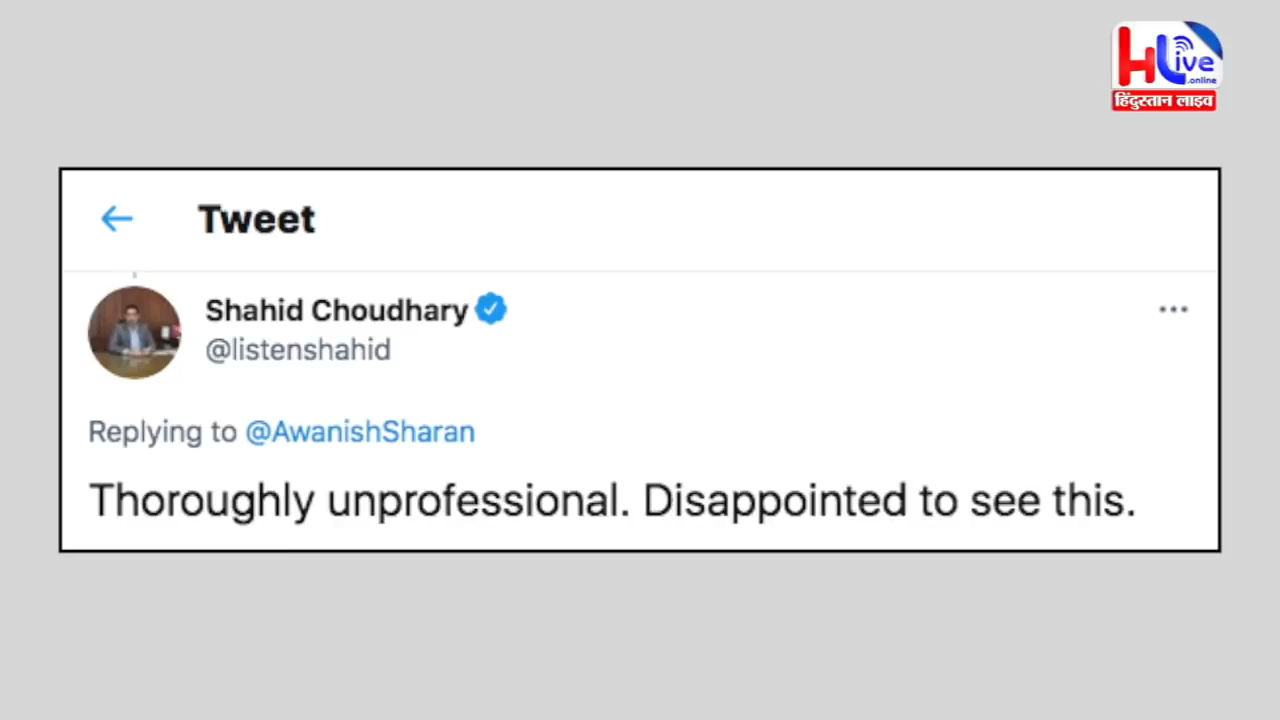 HLive
.online
हिंदुस्तान लाइव
Tweet
Shahid Choudhary
@listenshahid
Replying to @AwanishSharan
Thoroughly unprofessional. Disappointed to see this.